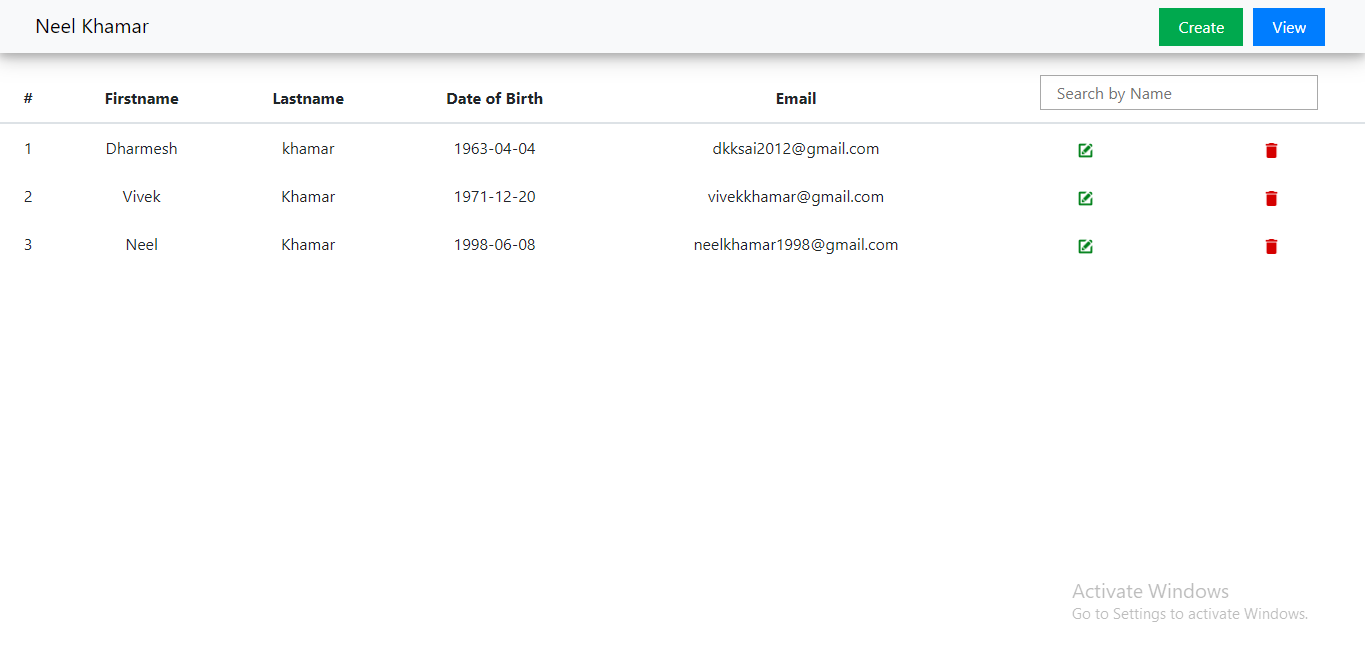 Neel Khamar Create View
# Firstname Lastname Date of Birth Email Search by Name
1 Dharmesh khamar 1963-04-04 dkksai2012@gmail.com
2 Vivek Khamar 1971-12-20 vivekkhamar@gmail.com
3 Neel Khamar 1998-06-08 neelkhamar1998@gmail.com
Activate Windows
Go to Settings to activate Windows.